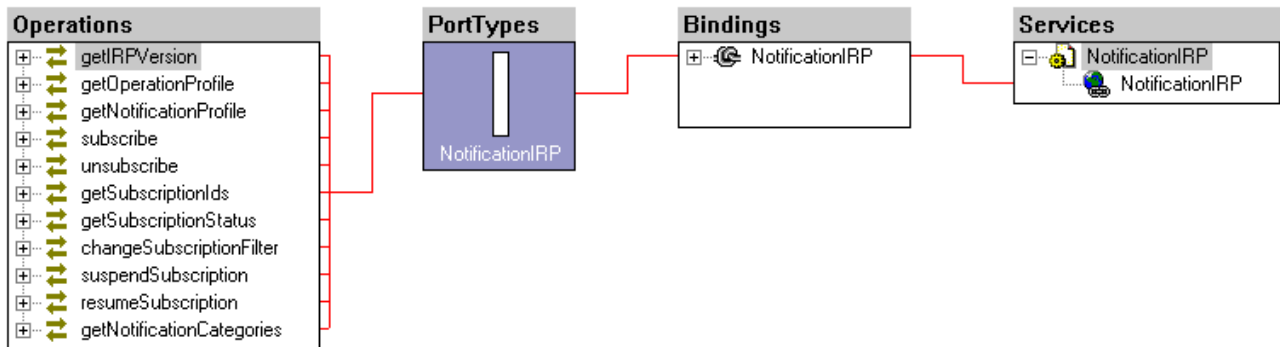 Operations
getIRPVersion
getOperationProfile
getNotificationProfile
subscribe
unsubscribe
getSubscriptionIds
getSubscriptionStatus
changeSubscriptionFilter
suspendSubscription
resumeSubscription
getNotificationCategories
PortTypes
NotificationIRP
Bindings
NotificationIRP
Services
NotificationIRP
NotificationIRP